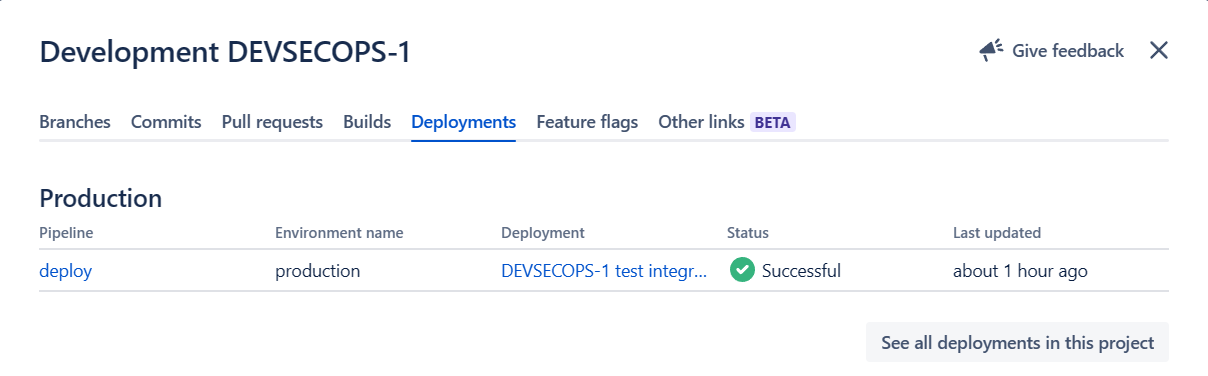 Development DEVSECOPS-1
Give feedback
Branches Commits Pull requests Builds Deployments Feature flags Other links BETA
Production
Pipeline Environment name Deployment Status Last updated
deploy production DEVSECOPS-1 test integr... Successful about 1 hour ago
See all deployments in this project